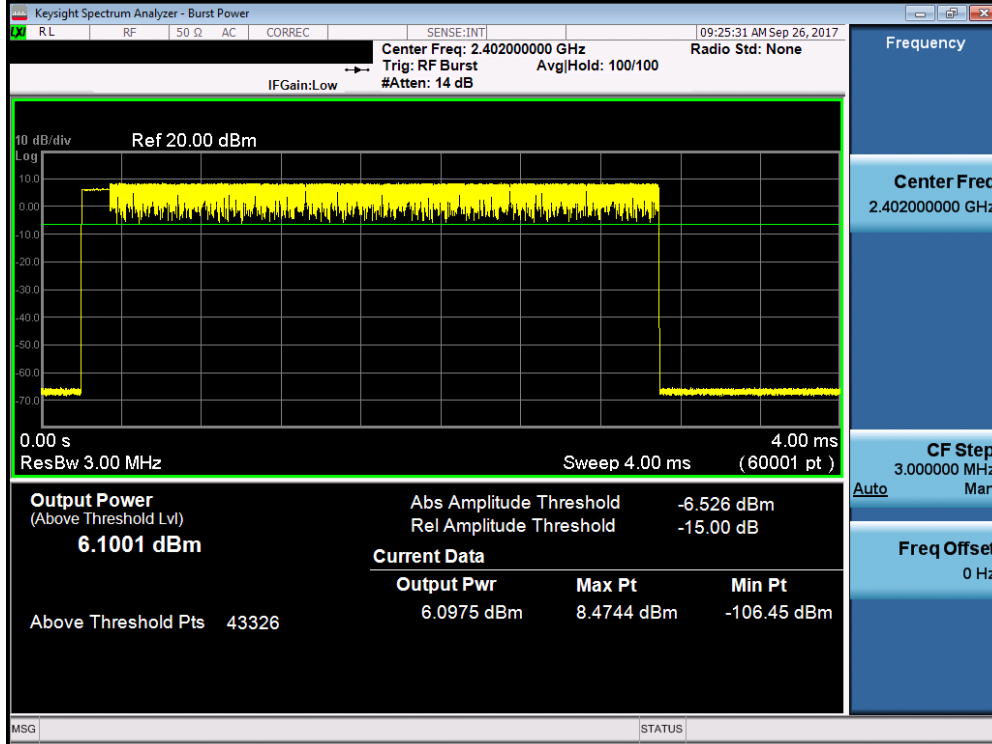 Keysight Spectrum Analyzer - Burst Power
LXI RL RF 50 Ω AC CORREC SENSE:INT 09:25:31 AM Sep 26, 2017
Center Freq: 2.402000000 GHz Radio Std: None
Trig: RF Burst Avg|Hold: 100/100
IFGain:Low #Atten: 14 dB
Frequency
10 dB/div Ref 20.00 dBm
Log
10.0
0.00
-10.0
-20.0
-30.0
-40.0
-50.0
-60.0
-70.0
0.00 s 4.00 ms
ResBw 3.00 MHz Sweep 4.00 ms (60001 pt)
Center Freq
2.402000000 GHz
CF Step
3.000000 MHz
Auto Man
Freq Offset
0 Hz
Output Power
(Above Threshold Lvl)
6.1001 dBm
Above Threshold Pts 43326
Abs Amplitude Threshold -6.526 dBm
Rel Amplitude Threshold -15.00 dB
Current Data
Output Pwr Max Pt Min Pt
6.0975 dBm 8.4744 dBm -106.45 dBm
MSG STATUS